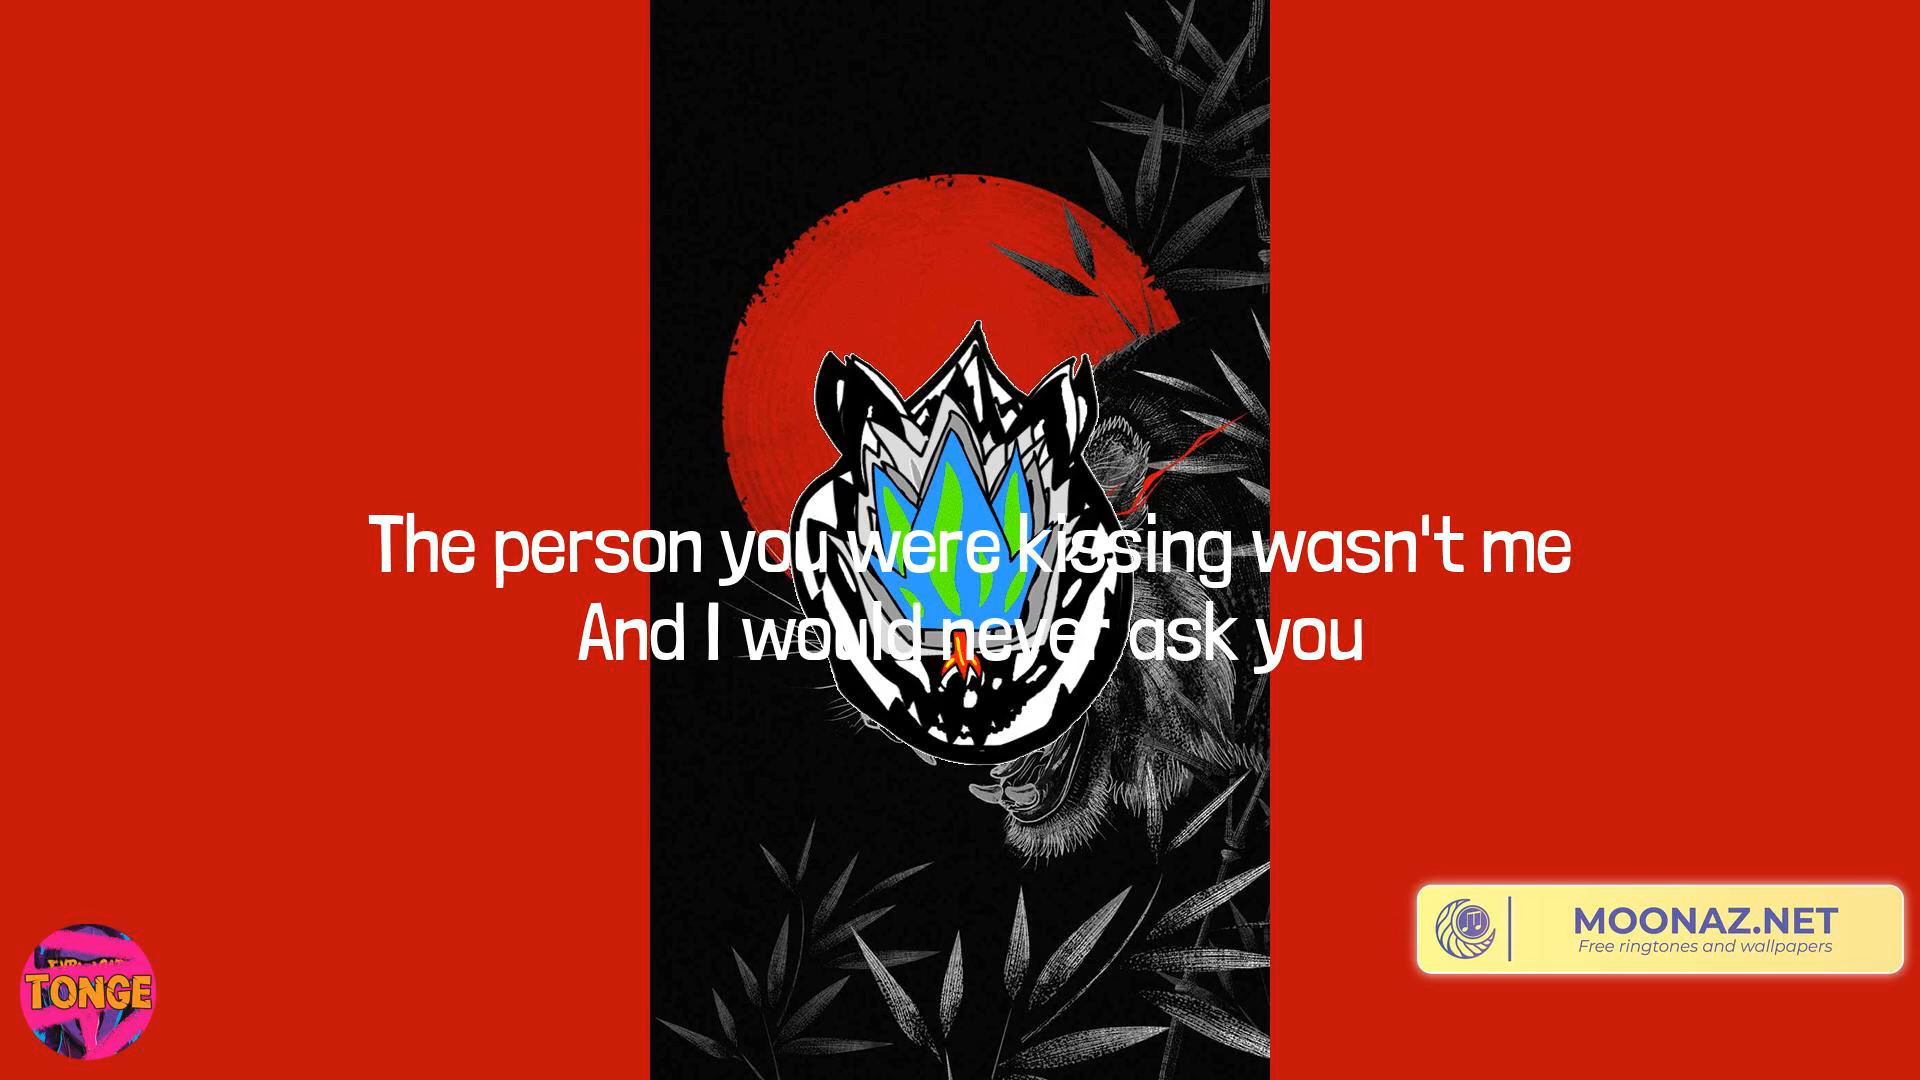 The person you were kissing wasn't me
And I would never ask you
MOONAZ.NET
Free ringtones and wallpapers
TONGE